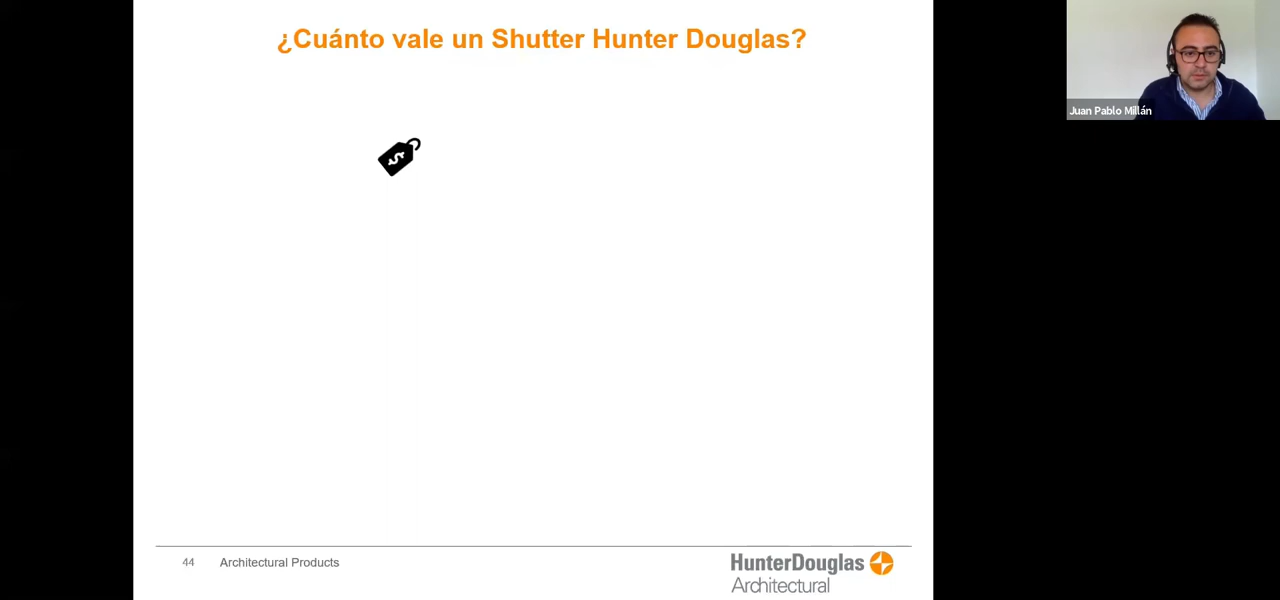 ¿Cuánto vale un Shutter Hunter Douglas?
$
Juan Pablo Millán
44 Architectural Products
HunterDouglas
Architectural